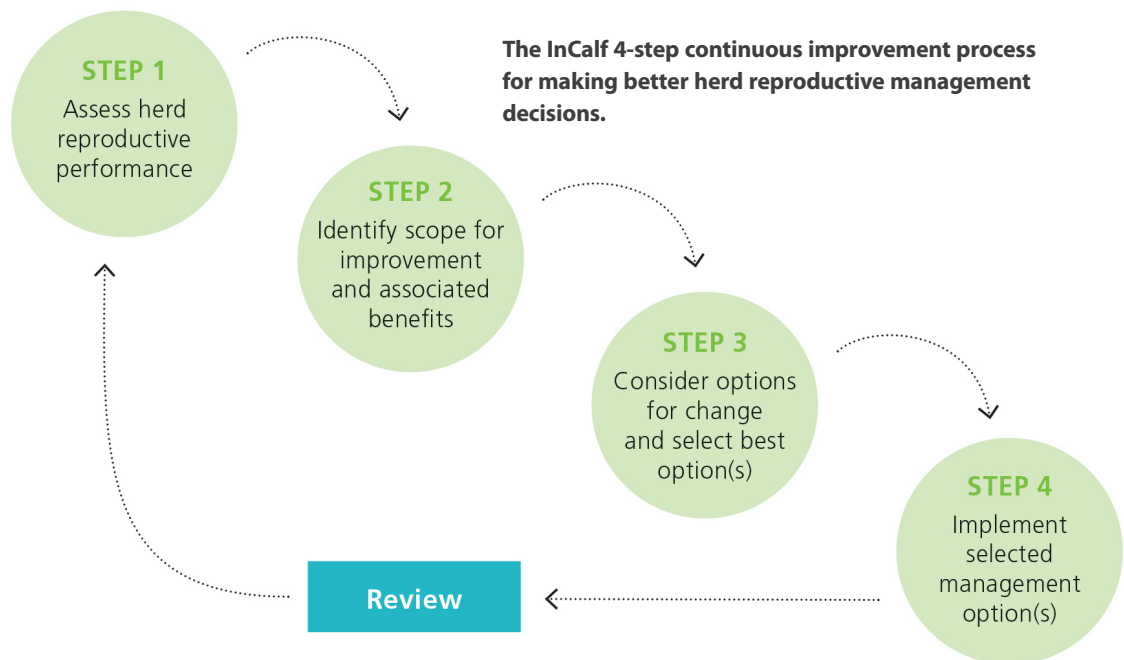 The InCalf 4-step continuous improvement process
for making better herd reproductive management
decisions.
STEP 1
Assess herd
reproductive
performance
STEP 2
Identify scope for
improvement
and associated
benefits
STEP 3
Consider options
for change
and select best
option(s)
STEP 4
Implement
selected
management
option(s)
Review